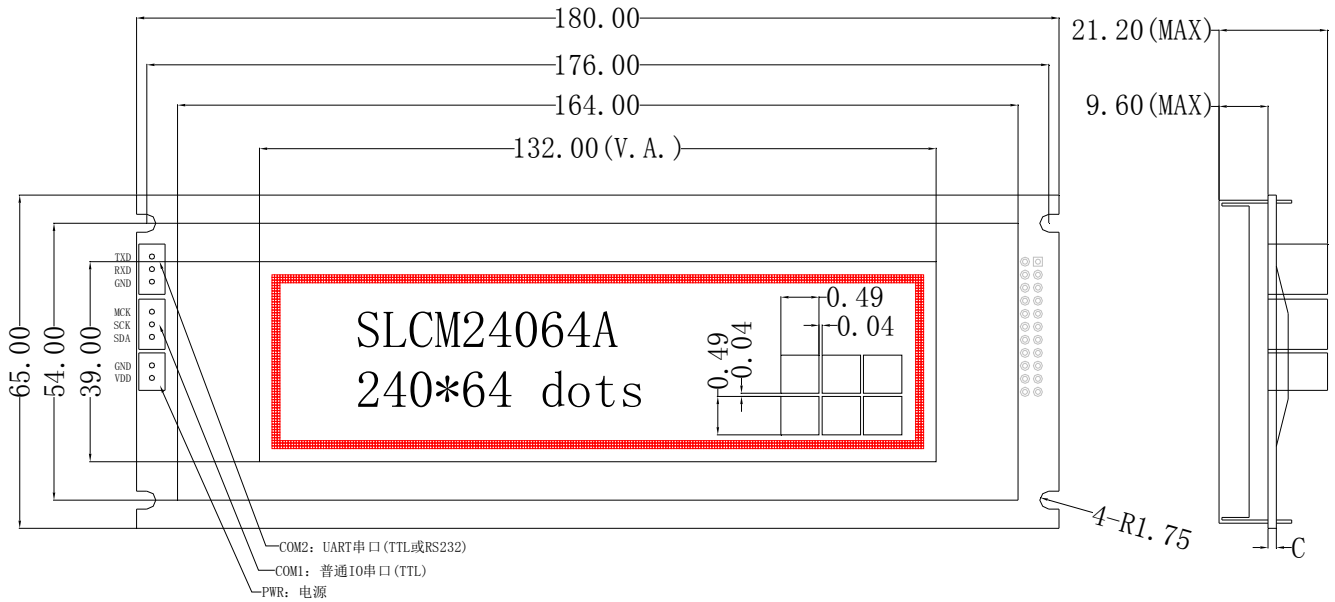 180.00
21.20(MAX)
176.00
9.60(MAX)
164.00
132.00(V.A.)
65.00
54.00
39.00
TXD
RXD
GND
MCK
SCK
SDA
GND
VDD
SLCM24064A
240*64 dots
0.49
0.04
0.49
0.04
4-R1.75
C
COM2: UART串口(TTL或RS232)
COM1: 普通IO串口(TTL)
PWR: 电源